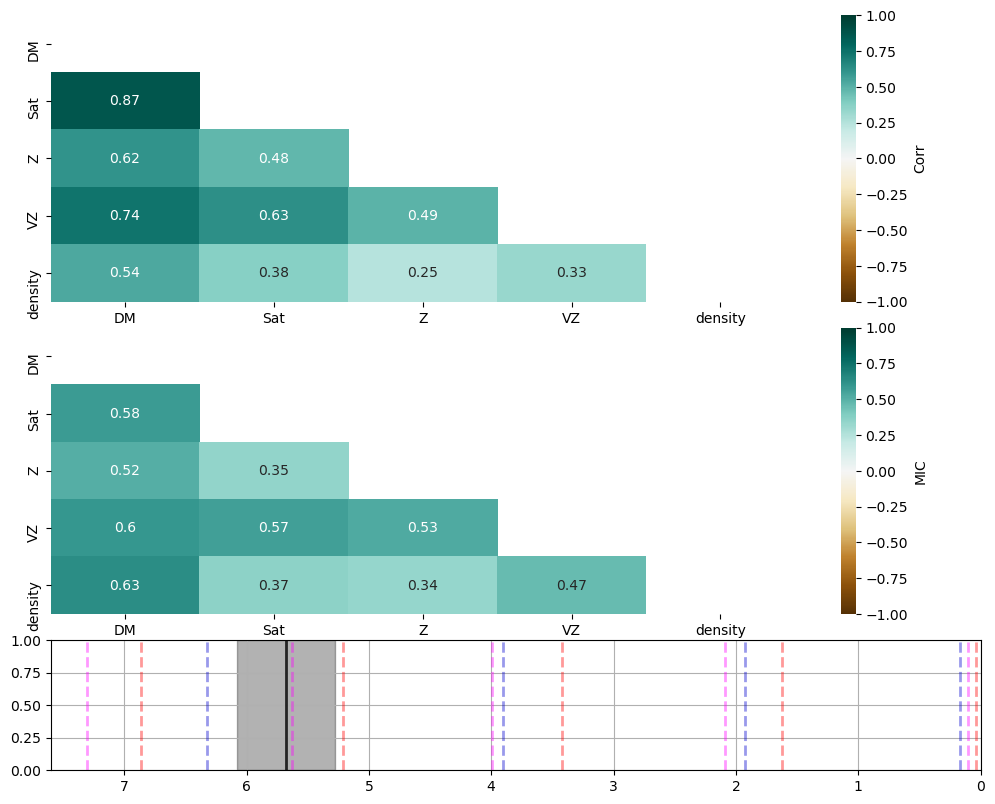 DM
Sat
Z
VZ
density
0.87
0.62 0.48
0.74 0.63 0.49
0.54 0.38 0.25 0.33
DM Sat Z VZ density
1.00
0.75
0.50
0.25
0.00
−0.25
−0.50
−0.75
−1.00
Corr
DM
Sat
Z
VZ
density
0.58
0.52 0.35
0.6 0.57 0.53
0.63 0.37 0.34 0.47
DM Sat Z VZ density
1.00
0.75
0.50
0.25
0.00
−0.25
−0.50
−0.75
−1.00
MIC
1.00
0.75
0.50
0.25
0.00
7 6 5 4 3 2 1 0